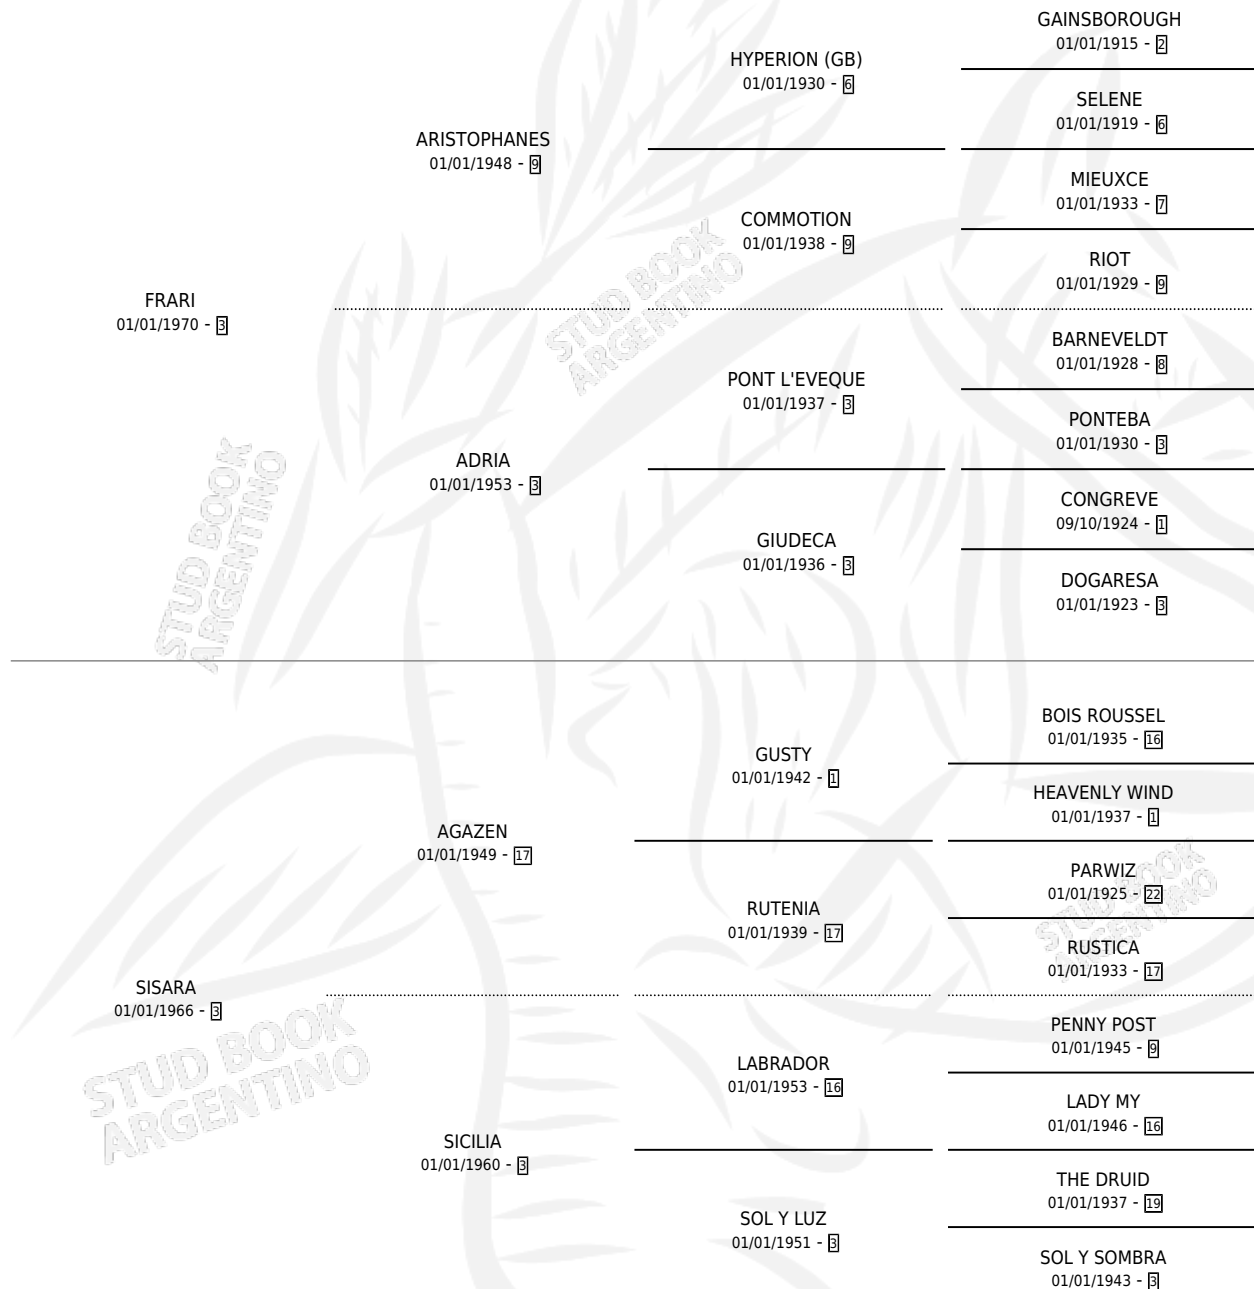 FRARI
01/01/1970 - 3
ARISTOPHANES
01/01/1948 - 9
ADRIA
01/01/1953 - 3
HYPERION (GB)
01/01/1930 - 6
COMMOTION
01/01/1938 - 9
PONT L'EVEQUE
01/01/1937 - 3
GIUDECA
01/01/1936 - 3
GAINSBOROUGH
01/01/1915 - 2
SELENE
01/01/1919 - 6
MIEUXCE
01/01/1933 - 7
RIOT
01/01/1929 - 9
BARNEVELDT
01/01/1928 - 8
PONTEBA
01/01/1930 - 3
CONGREVE
09/10/1924 - 1
DOGARESA
01/01/1923 - 3
SISARA
01/01/1966 - 3
AGAZEN
01/01/1949 - 17
SICILIA
01/01/1960 - 3
GUSTY
01/01/1942 - 1
RUTENIA
01/01/1939 - 17
LABRADOR
01/01/1953 - 16
SOL Y LUZ
01/01/1951 - 3
BOIS ROUSSEL
01/01/1935 - 16
HEAVENLY WIND
01/01/1937 - 1
PARWIZ
01/01/1925 - 22
RUSTICA
01/01/1933 - 17
PENNY POST
01/01/1945 - 9
LADY MY
01/01/1946 - 16
THE DRUID
01/01/1937 - 19
SOL Y SOMBRA
01/01/1943 - 3
STUD BOOK
ARGENTINO
STUD BOOK
ARGENTINO
STUD BOOK
ARGENTINO
STUD BOOK
ARGENTINO